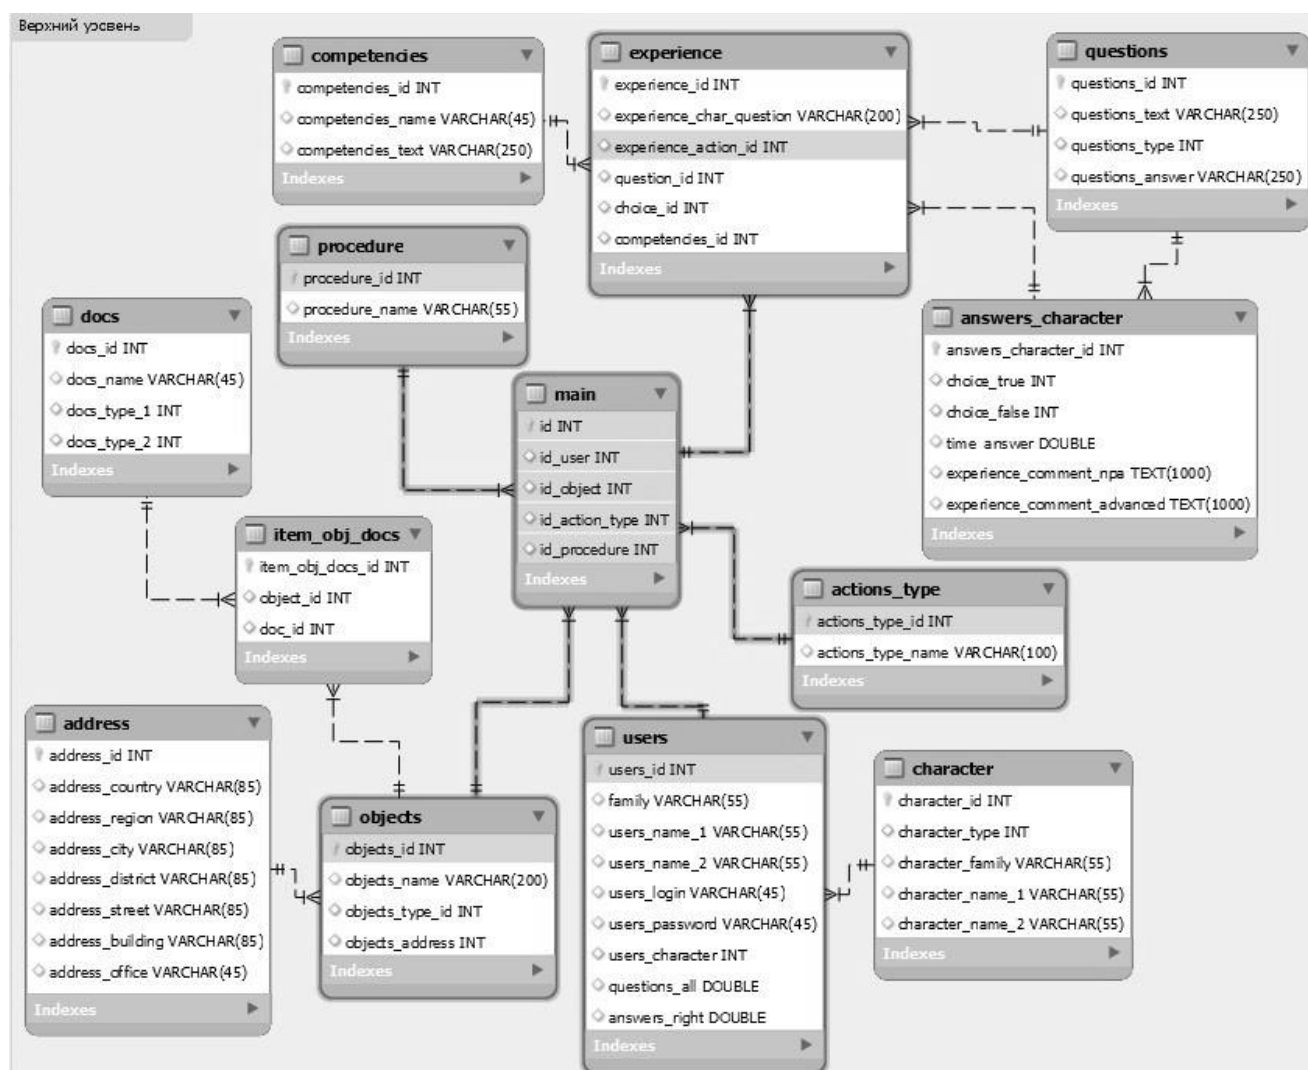 Верхний уровень
competencies
competencies_id INT
competencies_name VARCHAR(45)
competencies_text VARCHAR(250)
Indexes
experience
experience_id INT
experience_char_question VARCHAR(200)
experience_action_id INT
question_id INT
choice_id INT
competencies_id INT
Indexes
questions
questions_id INT
questions_text VARCHAR(250)
questions_type INT
questions_answer VARCHAR(250)
Indexes
procedure
procedure_id INT
procedure_name VARCHAR(55)
Indexes
docs
docs_id INT
docs_name VARCHAR(45)
docs_type_1 INT
docs_type_2 INT
Indexes
answers_character
answers_character_id INT
choice_true INT
choice_false INT
time_answer DOUBLE
experience_comment_npa TEXT(1000)
experience_comment_advanced TEXT(1000)
Indexes
main
id INT
id_user INT
id_object INT
id_action_type INT
id_procedure INT
Indexes
item_obj_docs
item_obj_docs_id INT
object_id INT
doc_id INT
Indexes
actions_type
actions_type_id INT
actions_type_name VARCHAR(100)
Indexes
address
address_id INT
address_country VARCHAR(85)
address_region VARCHAR(85)
address_city VARCHAR(85)
address_district VARCHAR(85)
address_street VARCHAR(85)
address_building VARCHAR(85)
address_office VARCHAR(45)
Indexes
objects
objects_id INT
objects_name VARCHAR(200)
objects_type_id INT
objects_address INT
Indexes
users
users_id INT
family VARCHAR(55)
users_name_1 VARCHAR(55)
users_name_2 VARCHAR(55)
users_login VARCHAR(45)
users_password VARCHAR(45)
users_character INT
questions_all DOUBLE
answers_right DOUBLE
Indexes
character
character_id INT
character_type INT
character_family VARCHAR(55)
character_name_1 VARCHAR(55)
character_name_2 VARCHAR(55)
Indexes